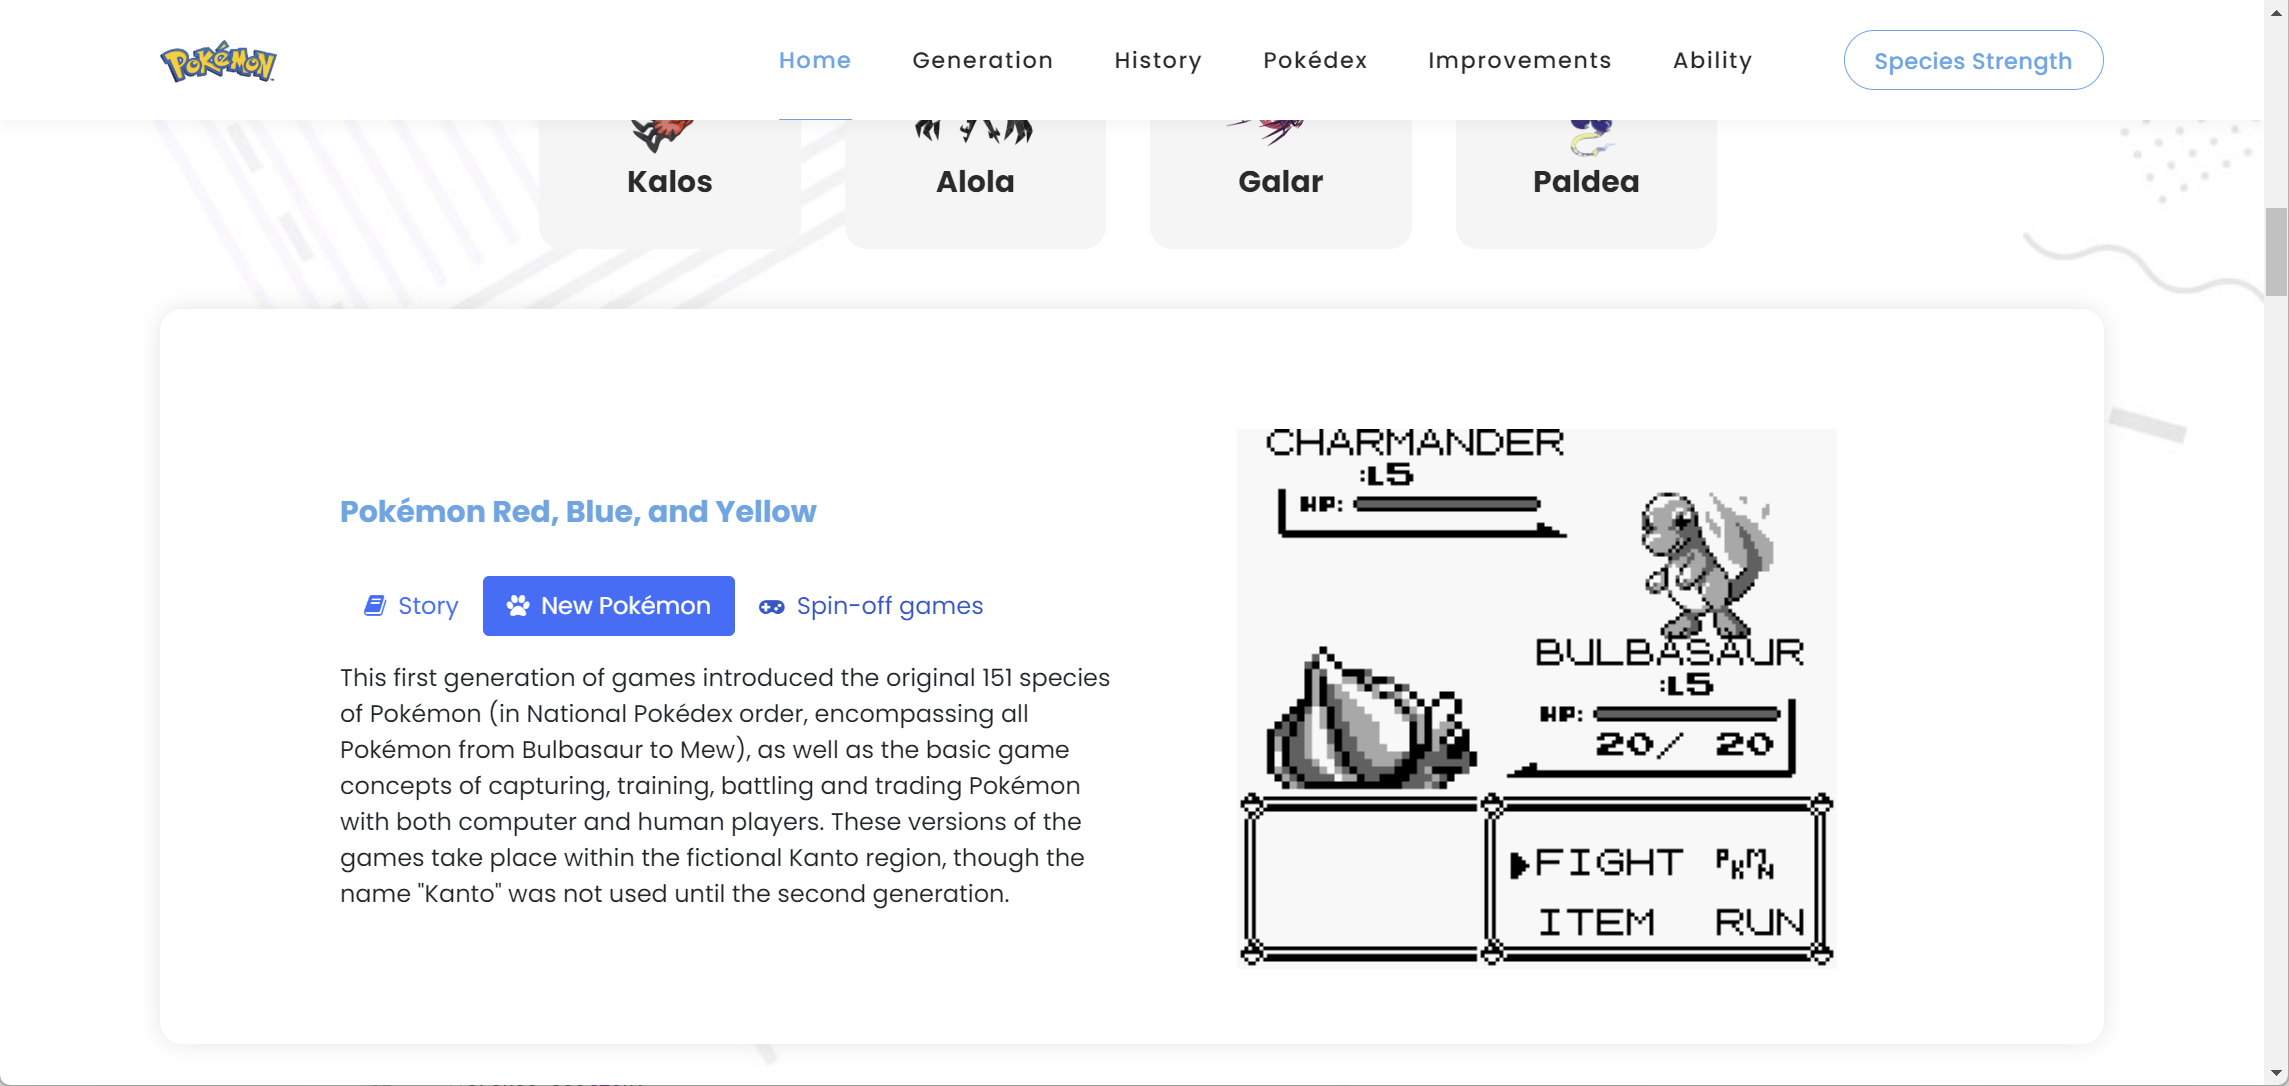 Pokémon
Home
Generation
History
Pokédex
Improvements
Ability
Species Strength
Kalos
Alola
Galar
Paldea
Pokémon Red, Blue, and Yellow
Story
New Pokémon
Spin-off games
This first generation of games introduced the original 151 species
of Pokémon (in National Pokédex order, encompassing all
Pokémon from Bulbasaur to Mew), as well as the basic game
concepts of capturing, training, battling and trading Pokémon
with both computer and human players. These versions of the
games take place within the fictional Kanto region, though the
name "Kanto" was not used until the second generation.
CHARMANDER
:L5
HP:
BULBASAUR
:L5
HP:
20/ 20
FIGHT PKMN
ITEM RUN